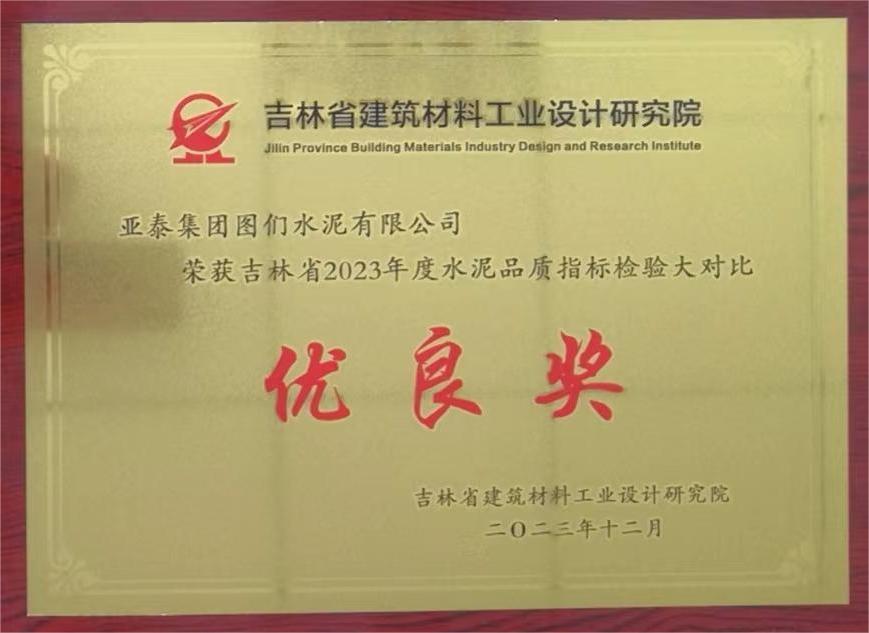 吉林省建筑材料工业设计研究院
Jilin Province Building Materials Industry Design and Research Institute
亚泰集团图们水泥有限公司
荣获吉林省2023年度水泥品质指标检验大对比
优良奖
吉林省建筑材料工业设计研究院
二〇二三年十二月